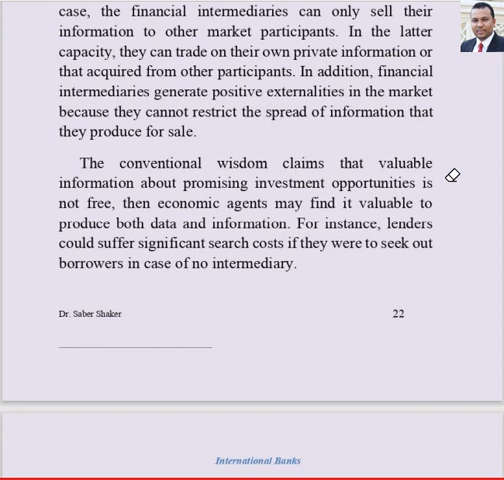 case, the financial intermediaries can only sell their
information to other market participants. In the latter
capacity, they can trade on their own private information or
that acquired from other participants. In addition, financial
intermediaries generate positive externalities in the market
because they cannot restrict the spread of information that
they produce for sale.
The conventional wisdom claims that valuable
information about promising investment opportunities is
not free, then economic agents may find it valuable to
produce both data and information. For instance, lenders
could suffer significant search costs if they were to seek out
borrowers in case of no intermediary.
Dr. Saber Shaker 22
International Banks